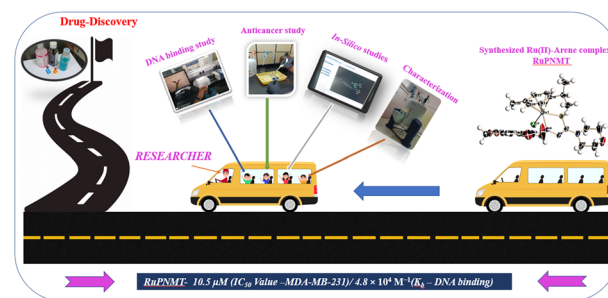 Drug-Discovery
DNA binding study
Anticancer study
In-Silico studies
Characterization
Synthesized Ru(II)-Arene complex
RuPNMT
RESEARCHER
RuPNMT- 10.5 µM (IC50 Value –MDA-MB-231)/ 4.8 × 10⁴ M⁻¹(Kb – DNA binding)